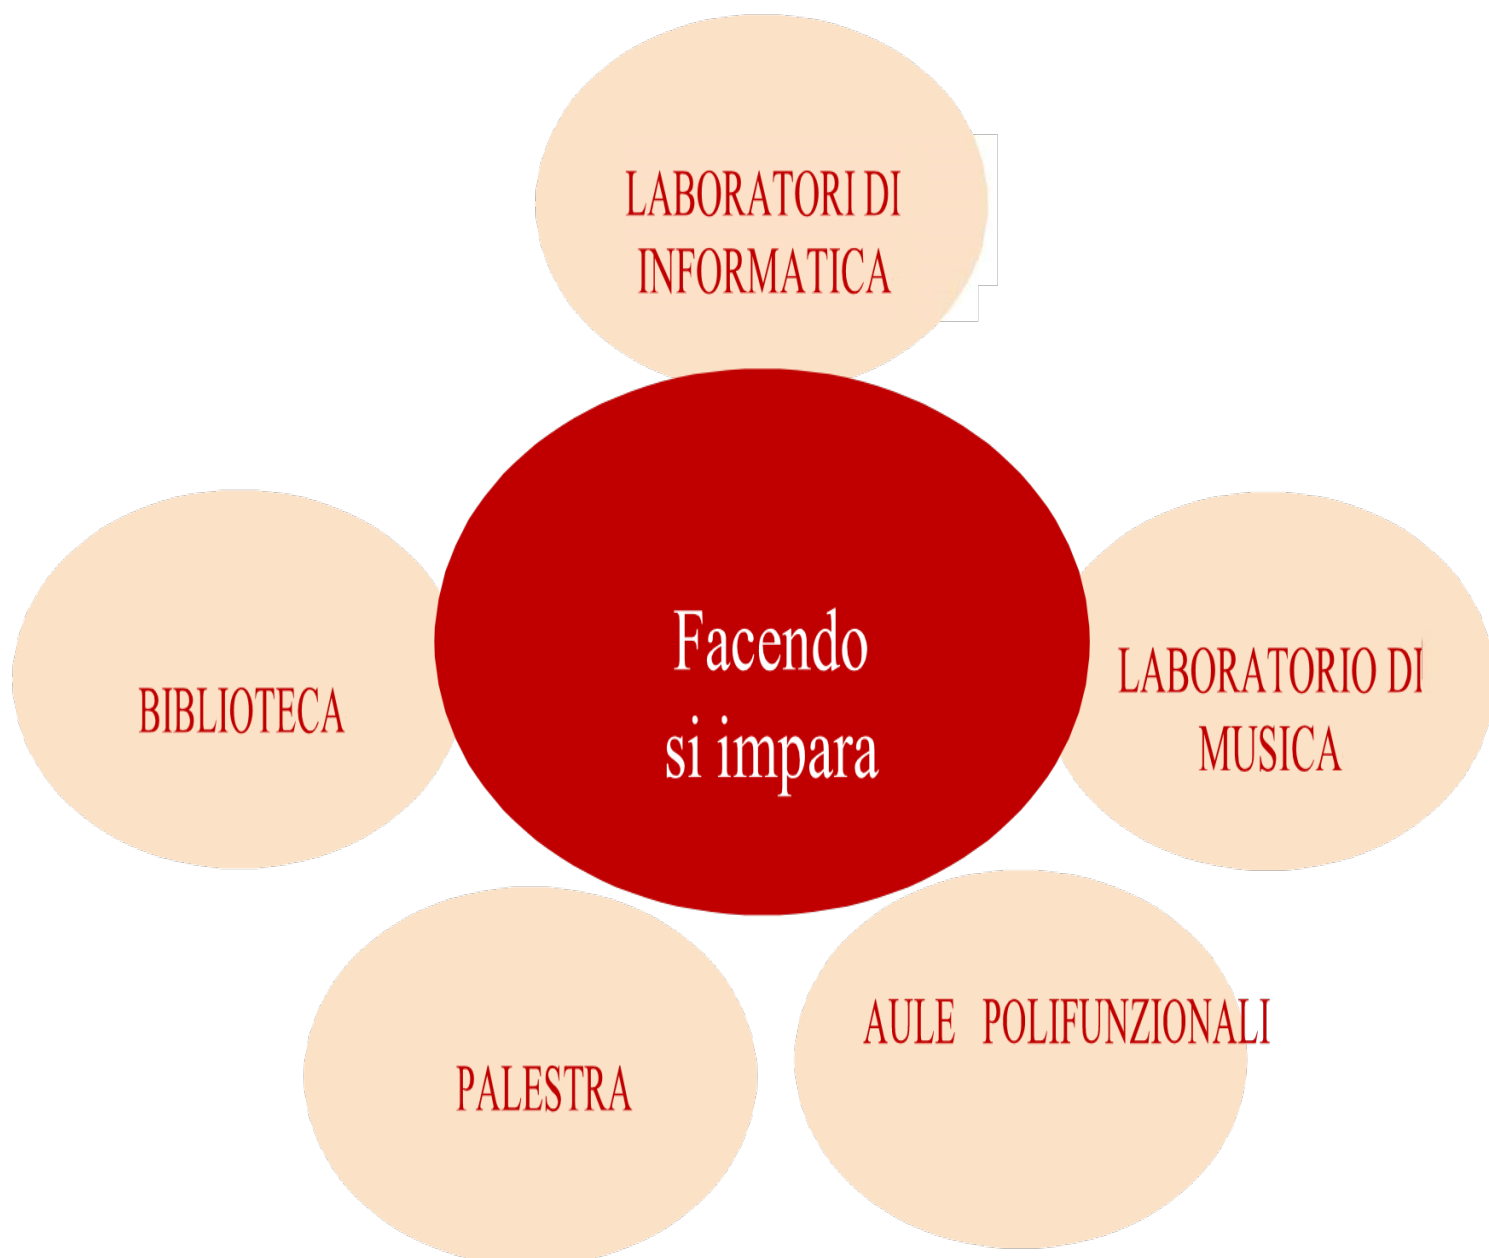 LABORATORI DI
INFORMATICA
Facendo
si impara
BIBLIOTECA
LABORATORIO DI
MUSICA
AULE POLIFUNZIONALI
PALESTRA